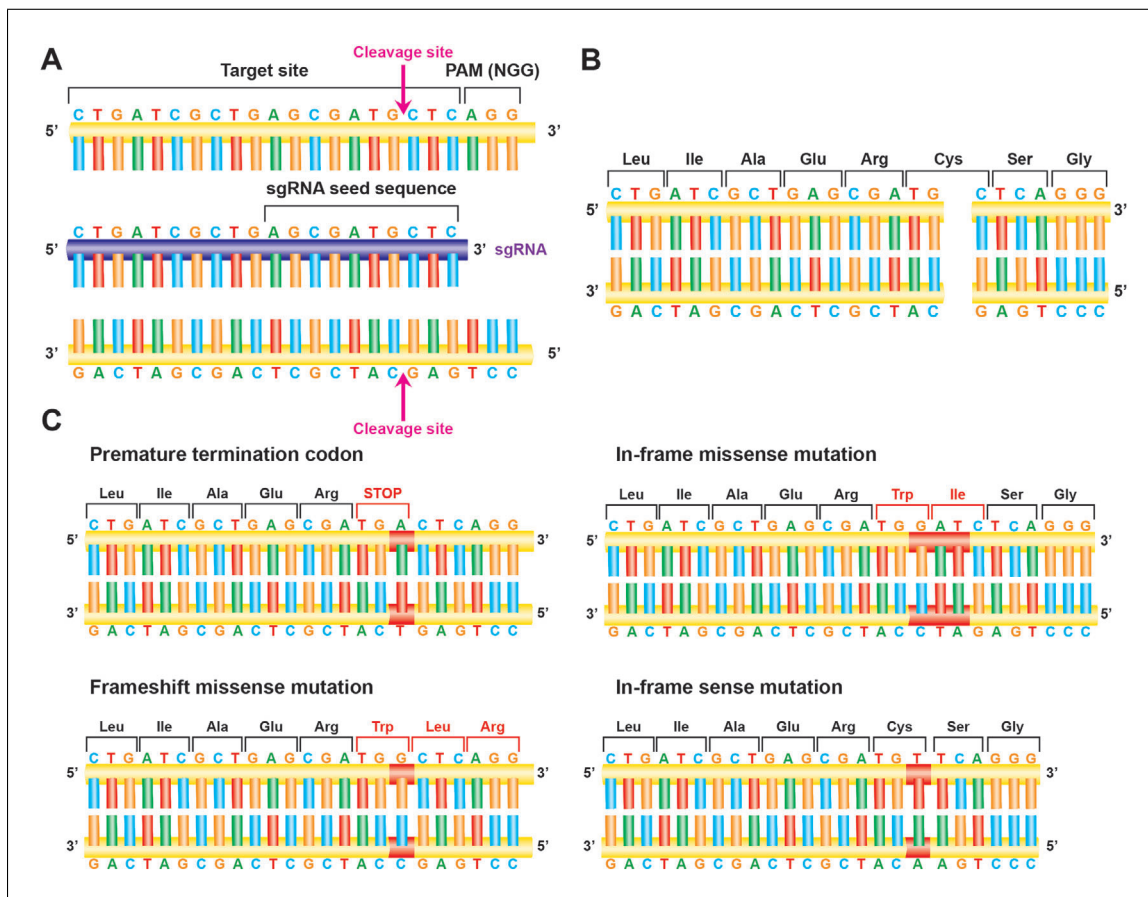 A
Cleavage site
Target site
PAM (NGG)
C T G A T C G C T G A G C G A T G C T C A G G
5’ 3’
sgRNA seed sequence
C T G A T C G C T G A G C G A T G C T C
5’ 3’ sgRNA
3’ 5’
G A C T A G C G A C T C G C T A C G A G T C C
Cleavage site
B
Leu Ile Ala Glu Arg Cys Ser Gly
C T G A T C G C T G A G C G A T G C T C A G G G
5’ 3’
3’ 5’
G A C T A G C G A C T C G C T A C G A G T C C C
C
Premature termination codon
Leu Ile Ala Glu Arg STOP
C T G A T C G C T G A G C G A T G A C T C A G G
5’ 3’
3’ 5’
G A C T A G C G A C T C G C T A C T G A G T C C
In-frame missense mutation
Leu Ile Ala Glu Arg Trp Ile Ser Gly
C T G A T C G C T G A G C G A T G G A T C T C A G G G
5’ 3’
3’ 5’
G A C T A G C G A C T C G C T A C C T A G A G T C C C
Frameshift missense mutation
Leu Ile Ala Glu Arg Trp Leu Arg
C T G A T C G C T G A G C G A T G G C T C A G G
5’ 3’
3’ 5’
G A C T A G C G A C T C G C T A C C G A G T C C
In-frame sense mutation
Leu Ile Ala Glu Arg Cys Ser Gly
C T G A T C G C T G A G C G A T G T T C A G G G
5’ 3’
3’ 5’
G A C T A G C G A C T C G C T A C A A G T C C C